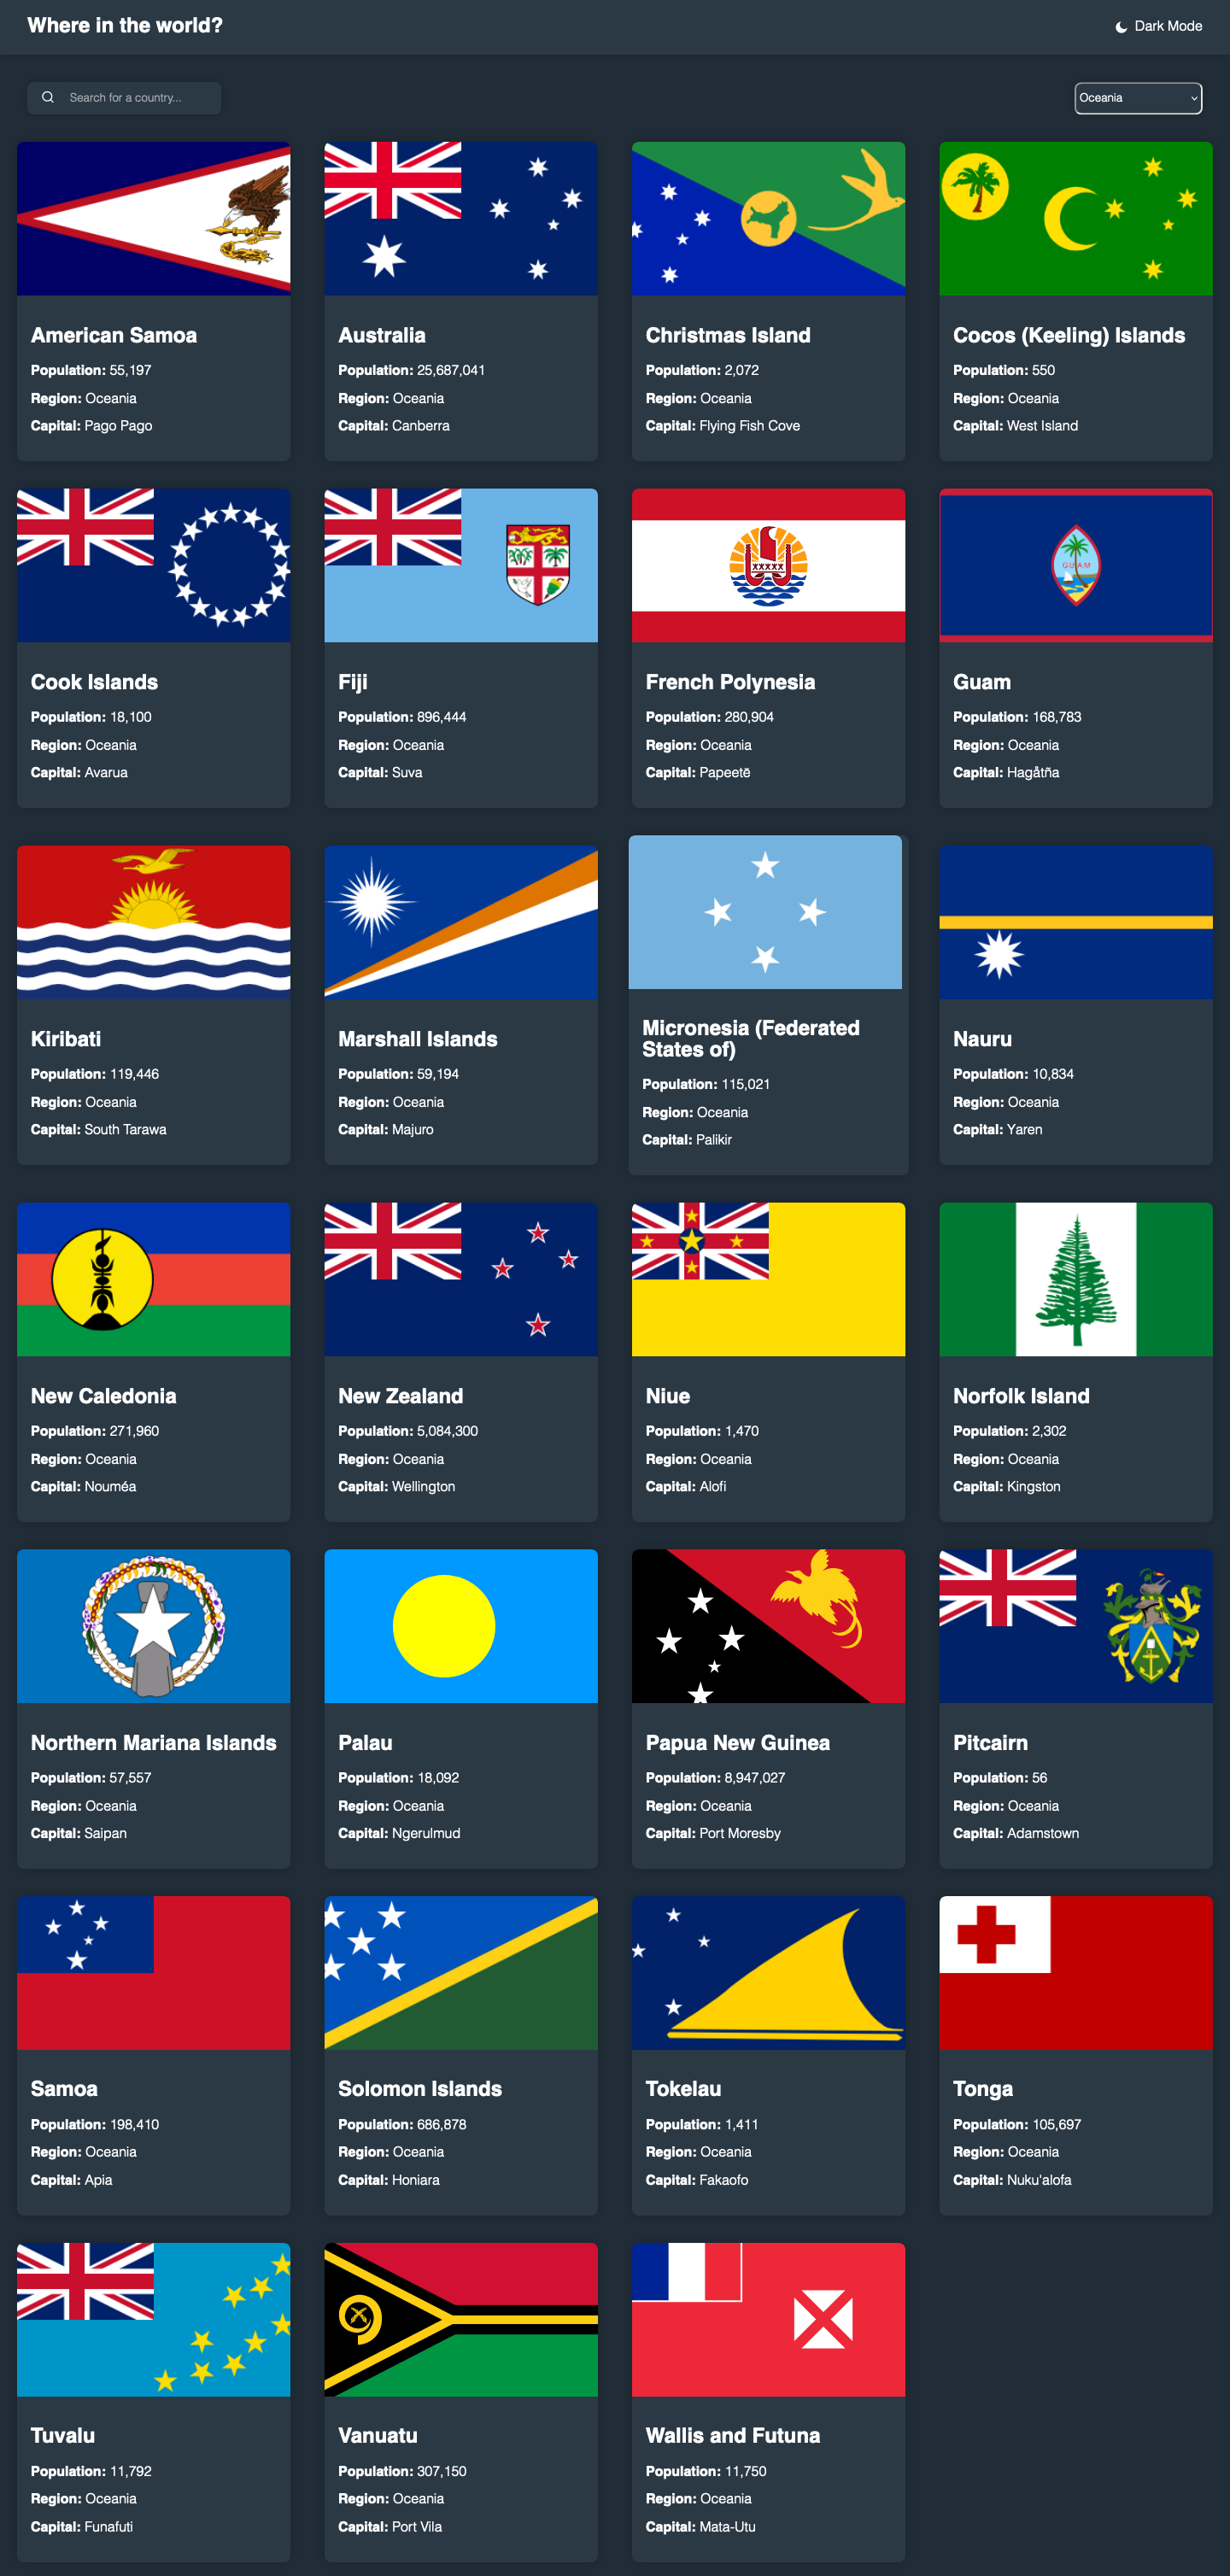 Where in the world?
Dark Mode
Search for a country...
Oceania
American Samoa
Population: 55,197
Region: Oceania
Capital: Pago Pago
Australia
Population: 25,687,041
Region: Oceania
Capital: Canberra
Christmas Island
Population: 2,072
Region: Oceania
Capital: Flying Fish Cove
Cocos (Keeling) Islands
Population: 550
Region: Oceania
Capital: West Island
Cook Islands
Population: 18,100
Region: Oceania
Capital: Avarua
Fiji
Population: 896,444
Region: Oceania
Capital: Suva
French Polynesia
Population: 280,904
Region: Oceania
Capital: Papeetē
GUAM
Guam
Population: 168,783
Region: Oceania
Capital: Hagåtña
Kiribati
Population: 119,446
Region: Oceania
Capital: South Tarawa
Marshall Islands
Population: 59,194
Region: Oceania
Capital: Majuro
Micronesia (Federated
States of)
Population: 115,021
Region: Oceania
Capital: Palikir
Nauru
Population: 10,834
Region: Oceania
Capital: Yaren
New Caledonia
Population: 271,960
Region: Oceania
Capital: Nouméa
New Zealand
Population: 5,084,300
Region: Oceania
Capital: Wellington
Niue
Population: 1,470
Region: Oceania
Capital: Alofi
Norfolk Island
Population: 2,302
Region: Oceania
Capital: Kingston
Northern Mariana Islands
Population: 57,557
Region: Oceania
Capital: Saipan
Palau
Population: 18,092
Region: Oceania
Capital: Ngerulmud
Papua New Guinea
Population: 8,947,027
Region: Oceania
Capital: Port Moresby
Pitcairn
Population: 56
Region: Oceania
Capital: Adamstown
Samoa
Population: 198,410
Region: Oceania
Capital: Apia
Solomon Islands
Population: 686,878
Region: Oceania
Capital: Honiara
Tokelau
Population: 1,411
Region: Oceania
Capital: Fakaofo
Tonga
Population: 105,697
Region: Oceania
Capital: Nuku'alofa
Tuvalu
Population: 11,792
Region: Oceania
Capital: Funafuti
Vanuatu
Population: 307,150
Region: Oceania
Capital: Port Vila
Wallis and Futuna
Population: 11,750
Region: Oceania
Capital: Mata-Utu